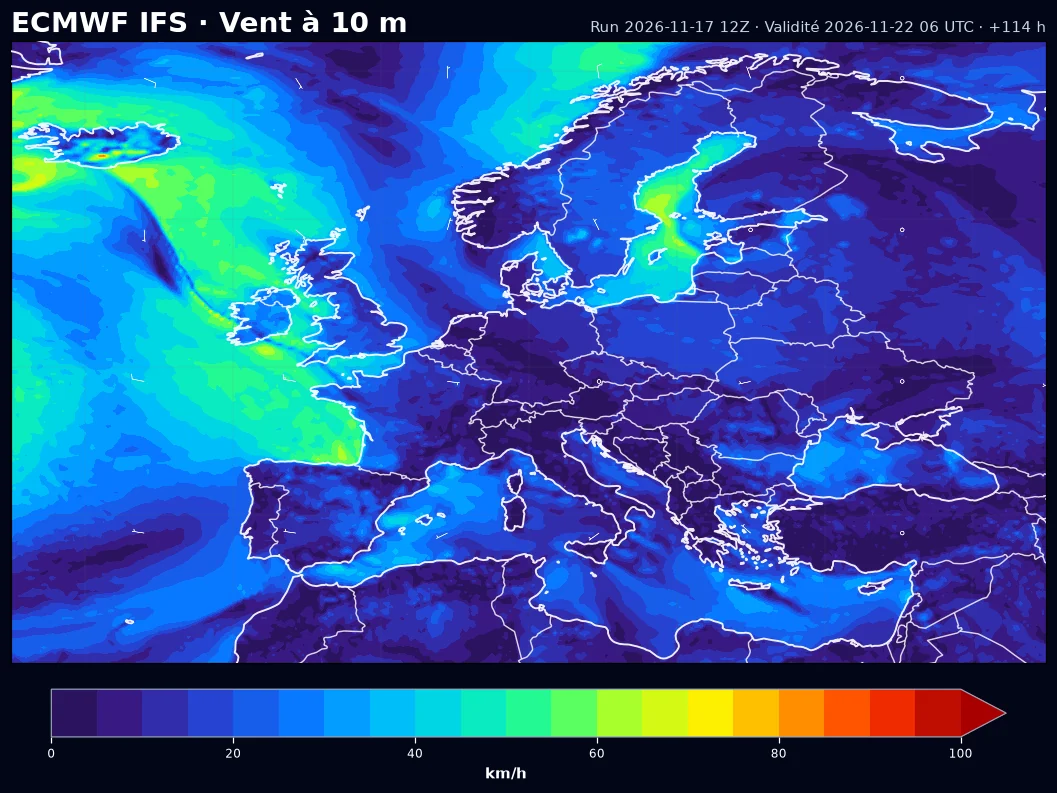 ECMWF IFS · Vent à 10 m
Run 2026-11-17 12Z · Validité 2026-11-22 06 UTC · +114 h
0 20 40 60 80 100
km/h